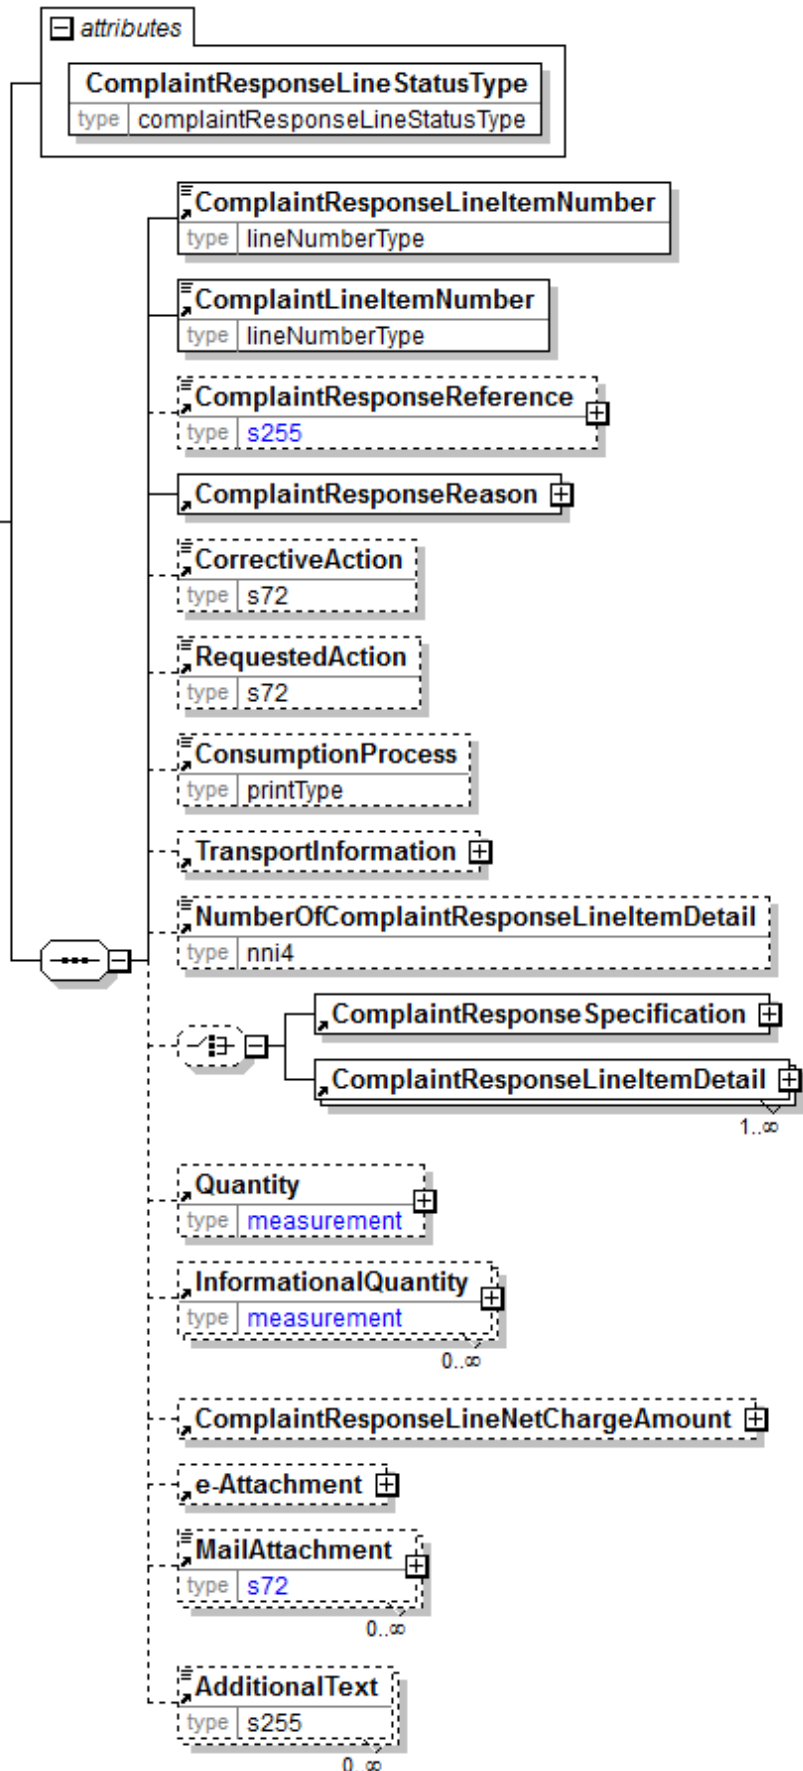 attributes
ComplaintResponseLineStatusType
type complaintResponseLineStatusType
ComplaintResponseLineItemNumber
type lineNumberType
ComplaintLineItemNumber
type lineNumberType
ComplaintResponseReference
type s255
ComplaintResponseReason
CorrectiveAction
type s72
RequestedAction
type s72
ConsumptionProcess
type printType
TransportInformation
NumberOfComplaintResponseLineItemDetail
type nni4
ComplaintResponseSpecification
ComplaintResponseLineItemDetail
1..∞
Quantity
type measurement
InformationalQuantity
type measurement
0..∞
ComplaintResponseLineNetChargeAmount
e-Attachment
MailAttachment
type s72
0..∞
AdditionalText
type s255
0..∞